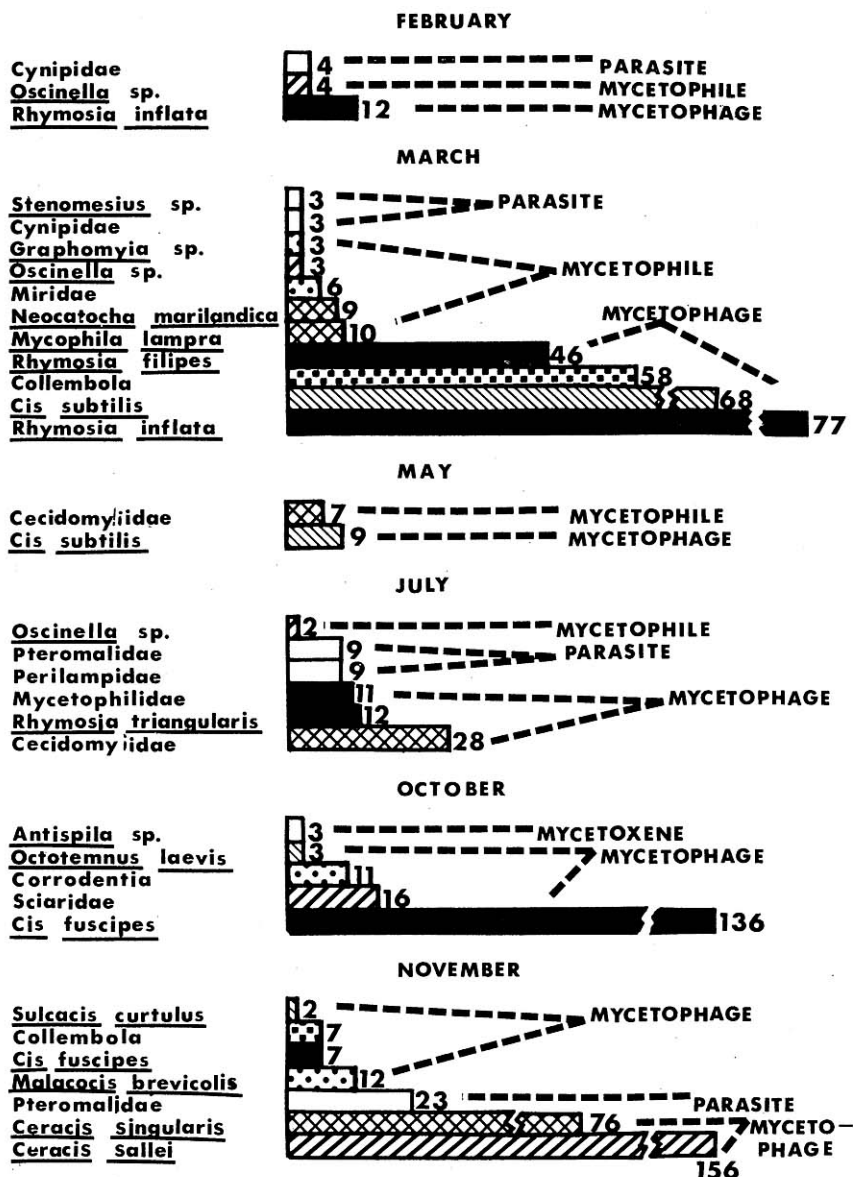 FEBRUARY
Cynipidae 4 PARASITE
Oscinella sp. 4 MYCETOPHILE
Rhymosia inflata 12 MYCETOPHAGE
MARCH
Stenomesius sp. 3 PARASITE
Cynipidae 3
Graphomyia sp. 3
Oscinella sp. 3 MYCETOPHILE
Miridae 6
Neocatocha marilandica 9 MYCETOPHAGE
Mycophila lampra 10
Rhymosia filipes 46
Collembola 58
Cis subtilis 68
Rhymosia inflata 77
MAY
Cecidomyiidae 7 MYCETOPHILE
Cis subtilis 9 MYCETOPHAGE
JULY
Oscinella sp. 2 MYCETOPHILE
Pteromalidae 9 PARASITE
Perilampidae 9
Mycetophilidae 11 MYCETOPHAGE
Rhymosia triangularis 12
Cecidomyiidae 28
OCTOBER
Antispila sp. 3 MYCETOXENE
Octotemnus laevis 3 MYCETOPHAGE
Corrodentia 11
Sciaridae 16
Cis fuscipes 136
NOVEMBER
Sulcacis curtulus 2 MYCETOPHAGE
Collembola 7
Cis fuscipes 7
Malacocis brevicolis 12
Pteromalidae 23 PARASITE
Ceracis singularis 76 MYCETO-
Ceracis sallei 156 PHAGE